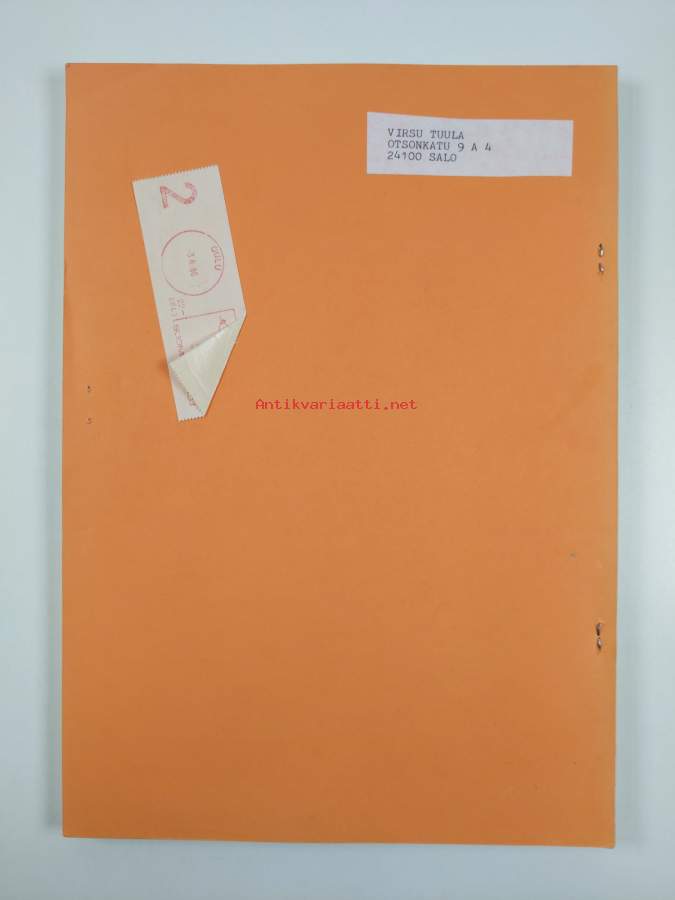 VIRSU TUULA
OTSONKATU 9 A 4
24100 SALO
2
OULU
Antikvariaatti.net